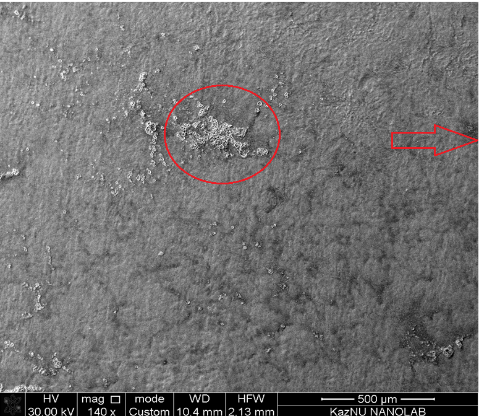 HV mag □ mode WD HFW 500 µm
30.00 kV 140 x Custom 10.4 mm 2.13 mm KazNU NANOLAB